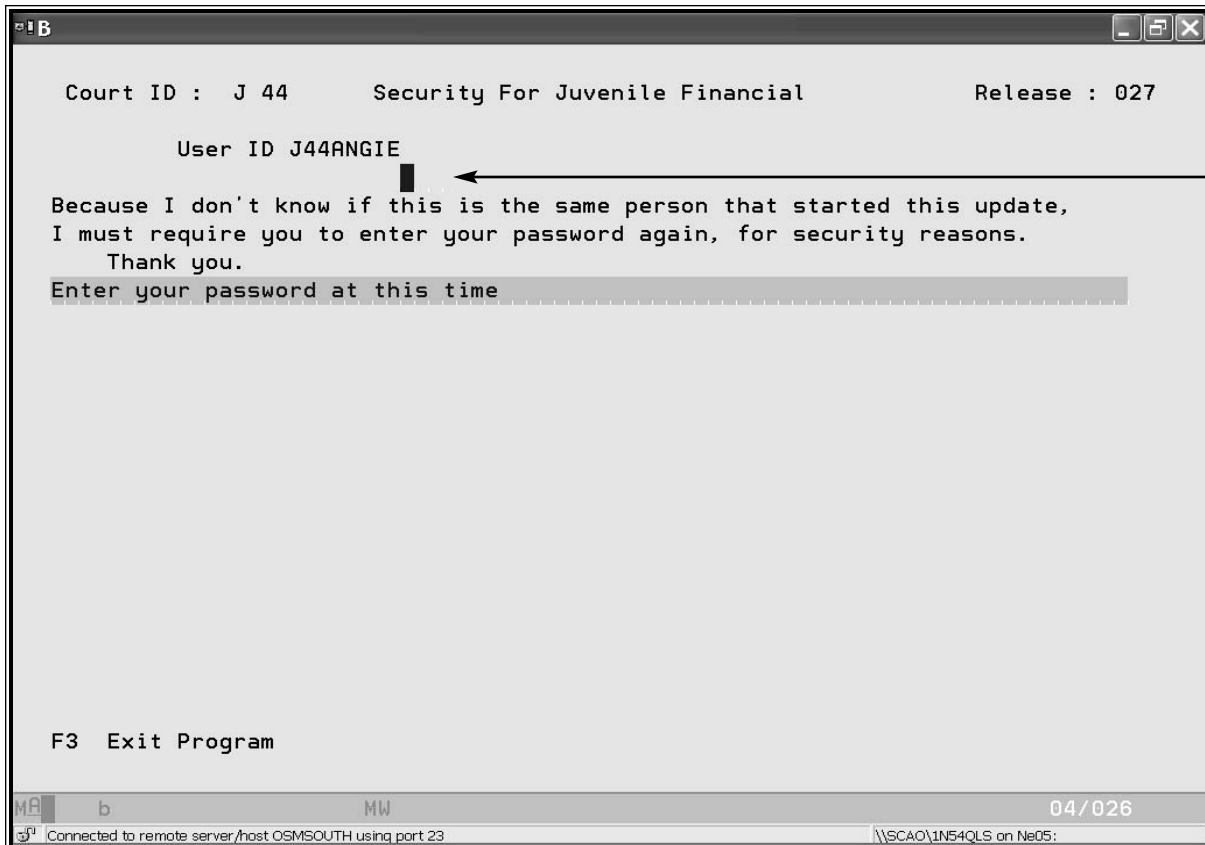 B
Court ID : J 44 Security For Juvenile Financial Release : 027
User ID J44ANGIE
Because I don't know if this is the same person that started this update,
I must require you to enter your password again, for security reasons.
Thank you.
Enter your password at this time
F3 Exit Program
MA b MW 04/026
Connected to remote server/host OSMSOUTH using port 23 \\SCAO\1N54QLS on Ne05: